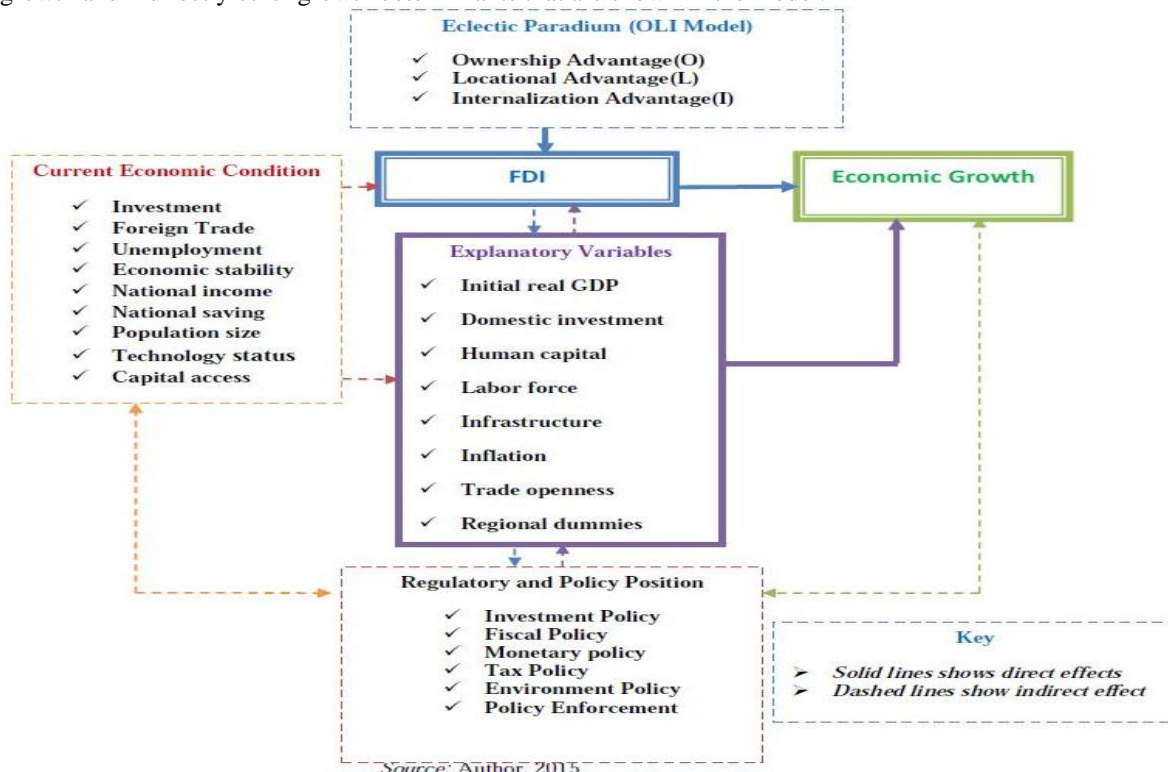 Eclectic Paradium (OLI Model)
✓ Ownership Advantage(O)
✓ Locational Advantage(L)
✓ Internalization Advantage(I)
Current Economic Condition
✓ Investment
✓ Foreign Trade
✓ Unemployment
✓ Economic stability
✓ National income
✓ National saving
✓ Population size
✓ Technology status
✓ Capital access
FDI
Economic Growth
Explanatory Variables
✓ Initial real GDP
✓ Domestic investment
✓ Human capital
✓ Labor force
✓ Infrastructure
✓ Inflation
✓ Trade openness
✓ Regional dummies
Regulatory and Policy Position
✓ Investment Policy
✓ Fiscal Policy
✓ Monetary policy
✓ Tax Policy
✓ Environment Policy
✓ Policy Enforcement
Key
➢ Solid lines shows direct effects
➢ Dashed lines show indirect effect
Source: Author, 2015